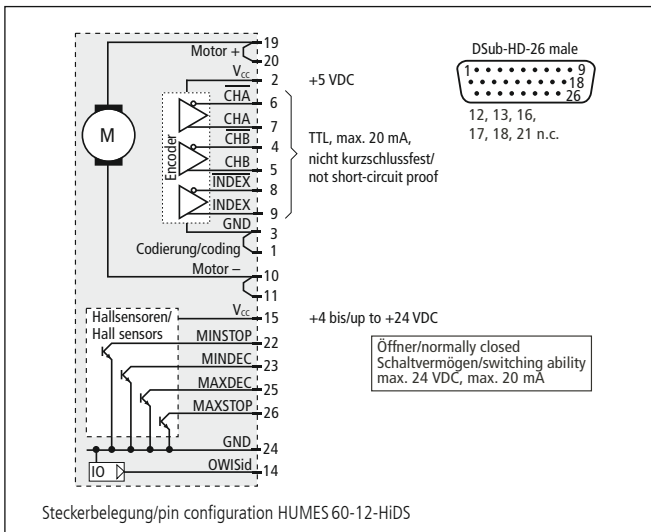 19
Motor +
20
Vcc 2 +5 VDC
CHA 6
CHA 7
CHB 4
CHB 5
INDEX 8
INDEX 9
GND 3
Codierung/coding 1
Motor – 10
11
M
Encoder
TTL, max. 20 mA,
nicht kurzschlussfest/
not short-circuit proof
DSub-HD-26 male
1 9
18
26
12, 13, 16,
17, 18, 21 n.c.
Hallsensoren/
Hall sensors
Vcc 15 +4 bis/up to +24 VDC
MINSTOP 22
MINDEC 23
MAXDEC 25
MAXSTOP 26
GND 24
IO OWISid 14
Öffner/normally closed
Schaltvermögen/switching ability
max. 24 VDC, max. 20 mA
Steckerbelegung/pin configuration HUMES 60-12-HiDS